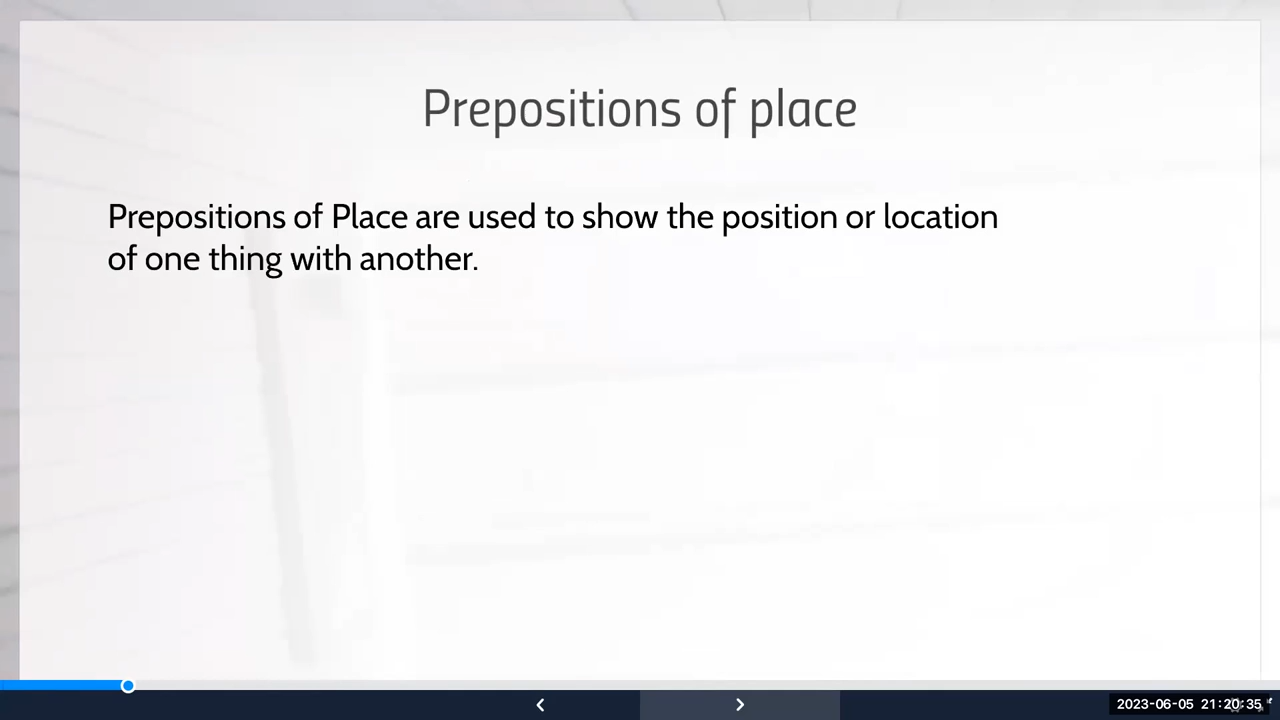 Prepositions of place
Prepositions of Place are used to show the position or location
of one thing with another.
2023-06-05 21:20:35